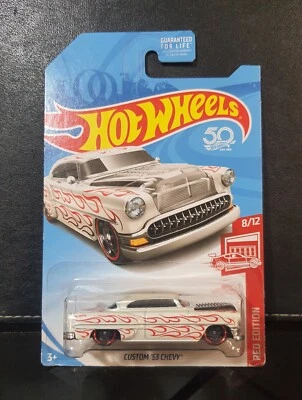 GUARANTEED
FOR LIFE
HOT WHEELS
50
8/12
RED EDITION
3+
CUSTOM '53 CHEVY